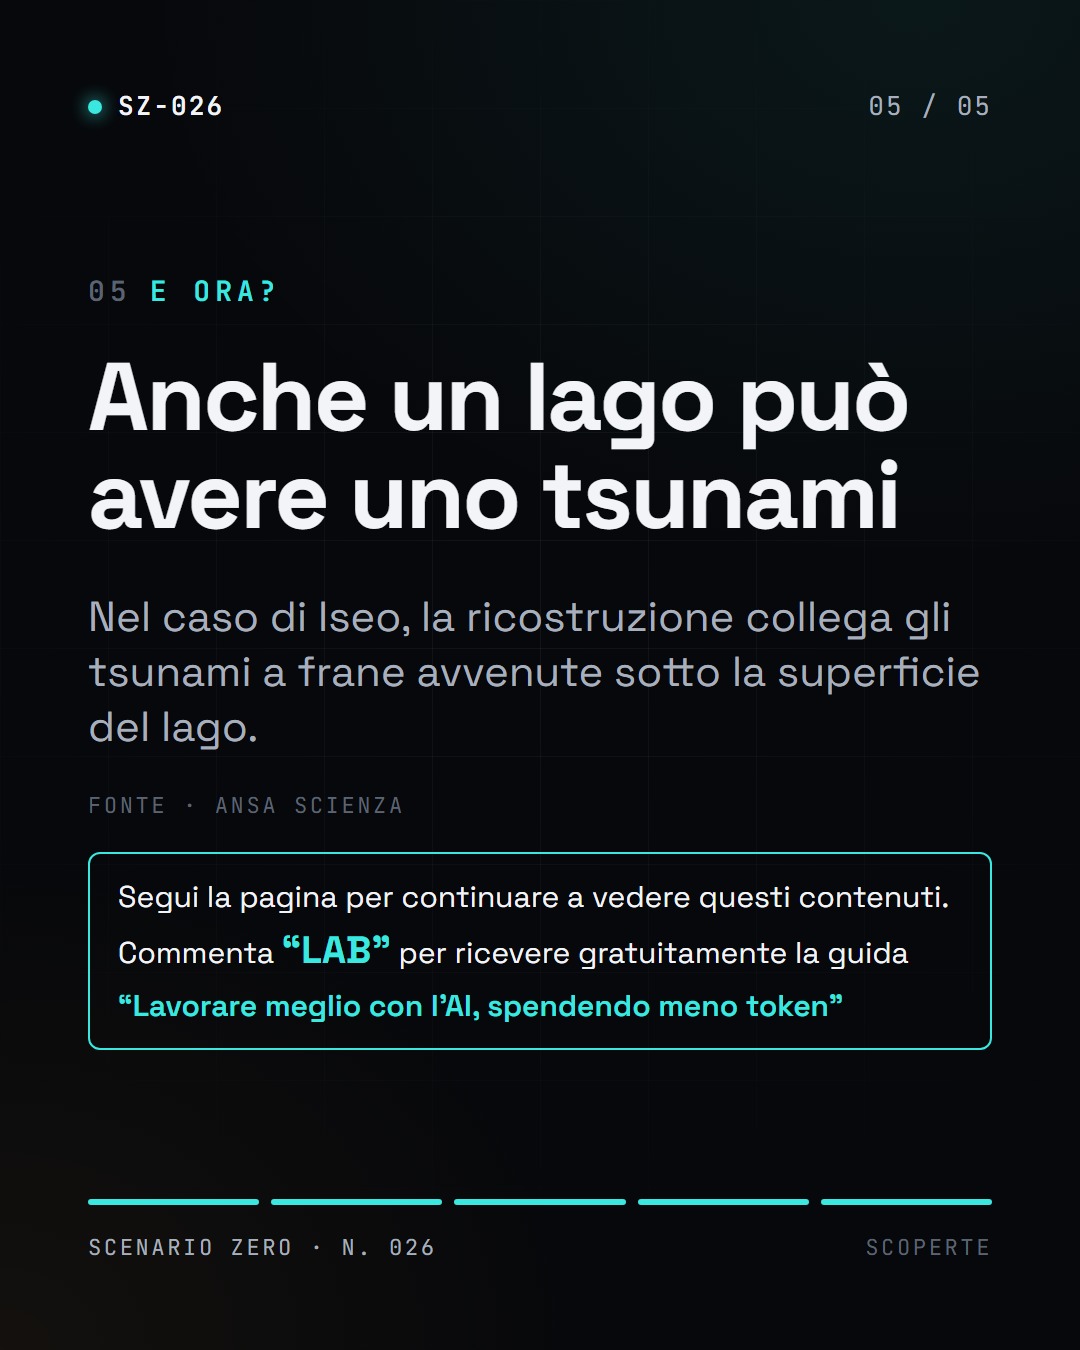 SZ-026
05 / 05
05 E ORA?
Anche un lago può
avere uno tsunami
Nel caso di Iseo, la ricostruzione collega gli
tsunami a frane avvenute sotto la superficie
del lago.
FONTE · ANSA SCIENZA
Segui la pagina per continuare a vedere questi contenuti.
Commenta “LAB” per ricevere gratuitamente la guida
“Lavorare meglio con l’AI, spendendo meno token”
SCENARIO ZERO · N. 026
SCOPERTE